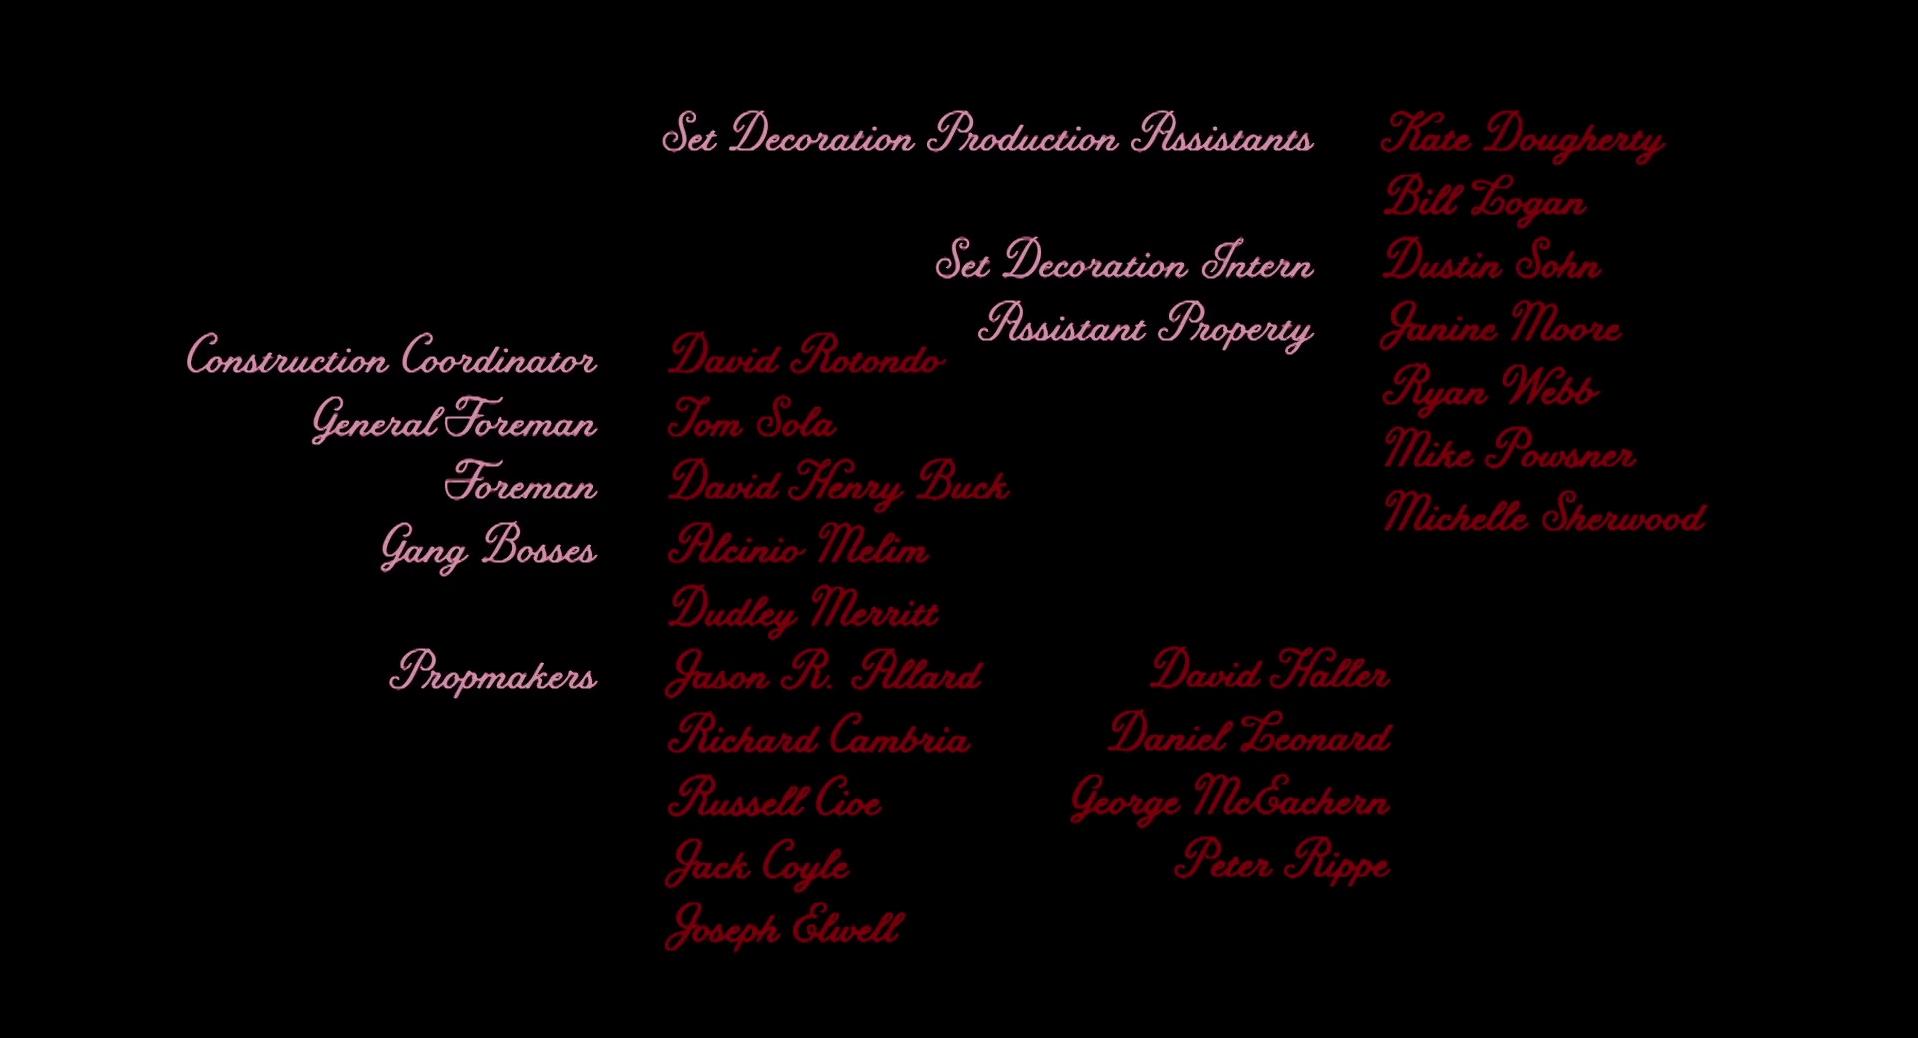 Set Decoration Production Assistants Kate Dougherty
Bill Logan
Set Decoration Intern Dustin Sohn
Assistant Property Janine Moore
Ryan Webb
Mike Powsner
Michelle Sherwood
Construction Coordinator David Rotondo
General Foreman Tom Sola
Foreman David Henry Buck
Gang Bosses Alcinio Melim
Dudley Merritt
Propmakers Jason R. Allard David Haller
Richard Cambria Daniel Leonard
Russell Cioe George McEachern
Jack Coyle Peter Rippe
Joseph Elwell